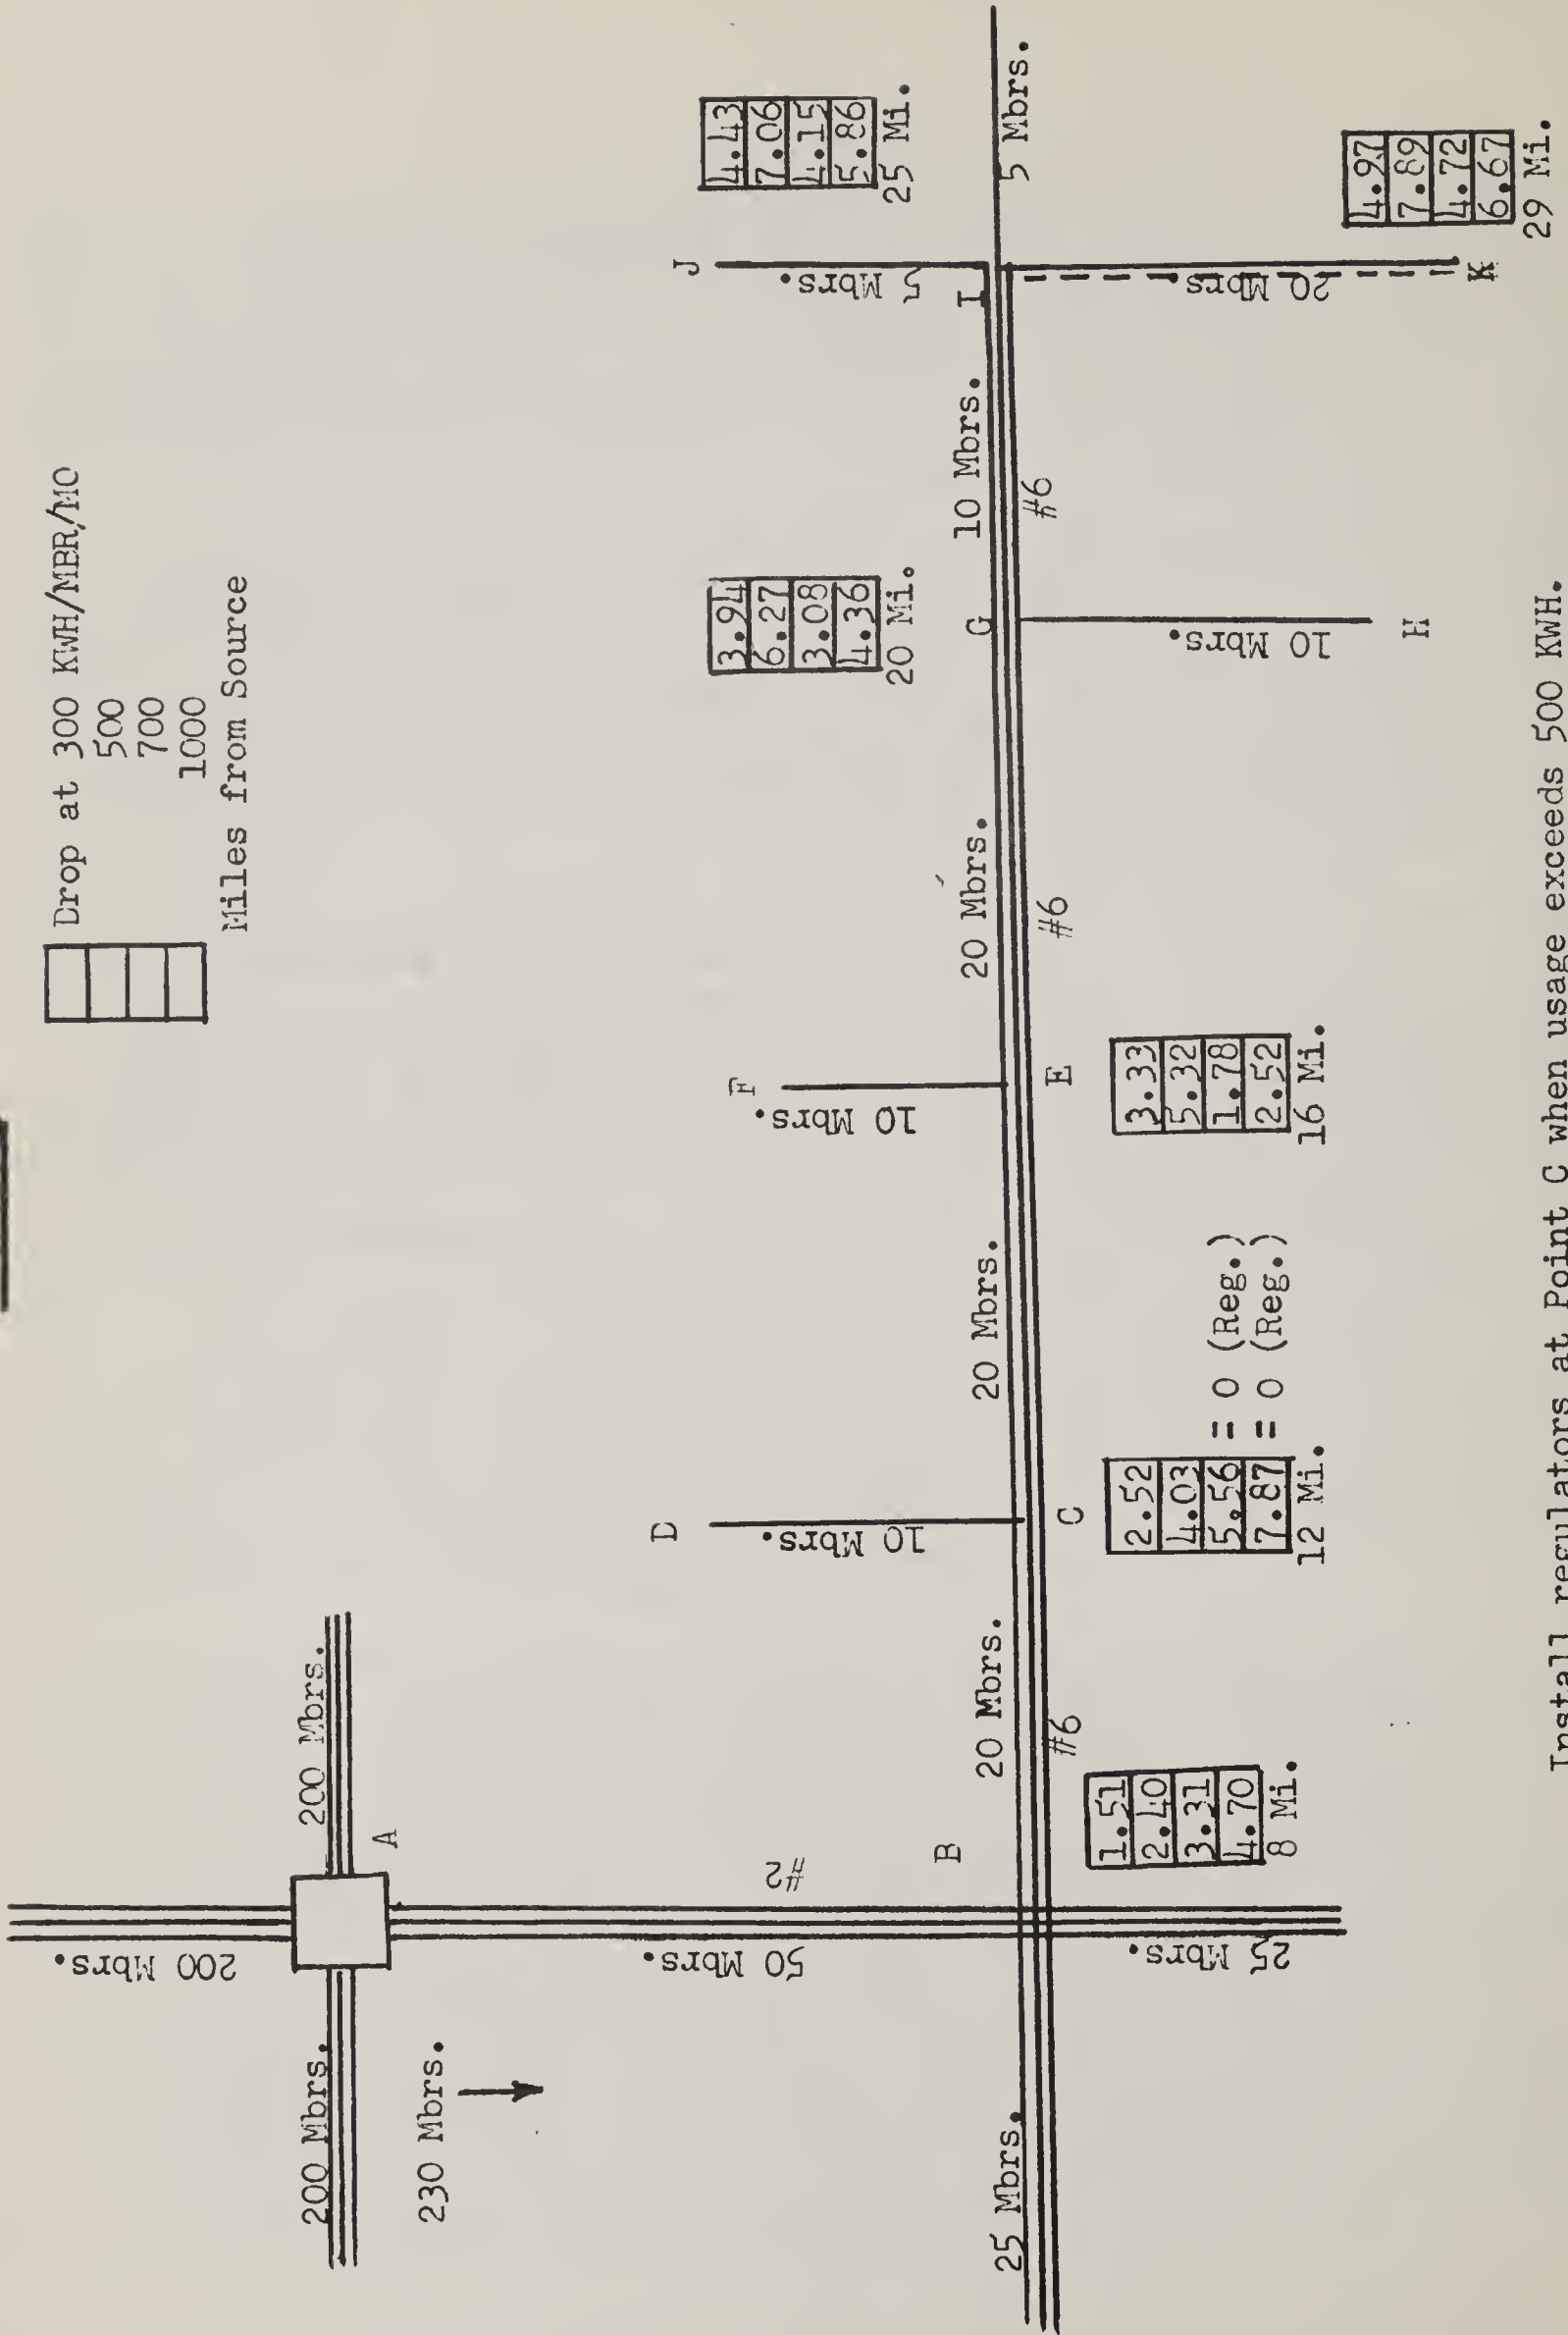 Drop at 300 KWH/MBR/MO
500
700
1000
Miles from Source
200 Mbrs.
200 Mbrs.
200 Mbrs.
A
230 Mbrs.
#2
50 Mbrs.
B
25 Mbrs.
25 Mbrs.
1.51
2.40
3.31
4.70
8 Mi.
20 Mbrs.
#6
D
10 Mbrs.
C
2.52
4.03
5.56 = 0 (Reg.)
7.87 = 0 (Reg.)
12 Mi.
20 Mbrs.
F
10 Mbrs.
E
3.33
5.32
1.78
2.52
16 Mi.
20 Mbrs.
#6
3.94
6.27
3.08
4.36
20 Mi.
G
10 Mbrs.
H
10 Mbrs.
#6
4.43
7.06
4.15
5.86
25 Mi.
J
5 Mbrs.
I
5 Mbrs.
20 Mbrs.
K
4.97
7.89
4.72
6.67
29 Mi.
Install regulators at Point C when usage exceeds 500 KWH.